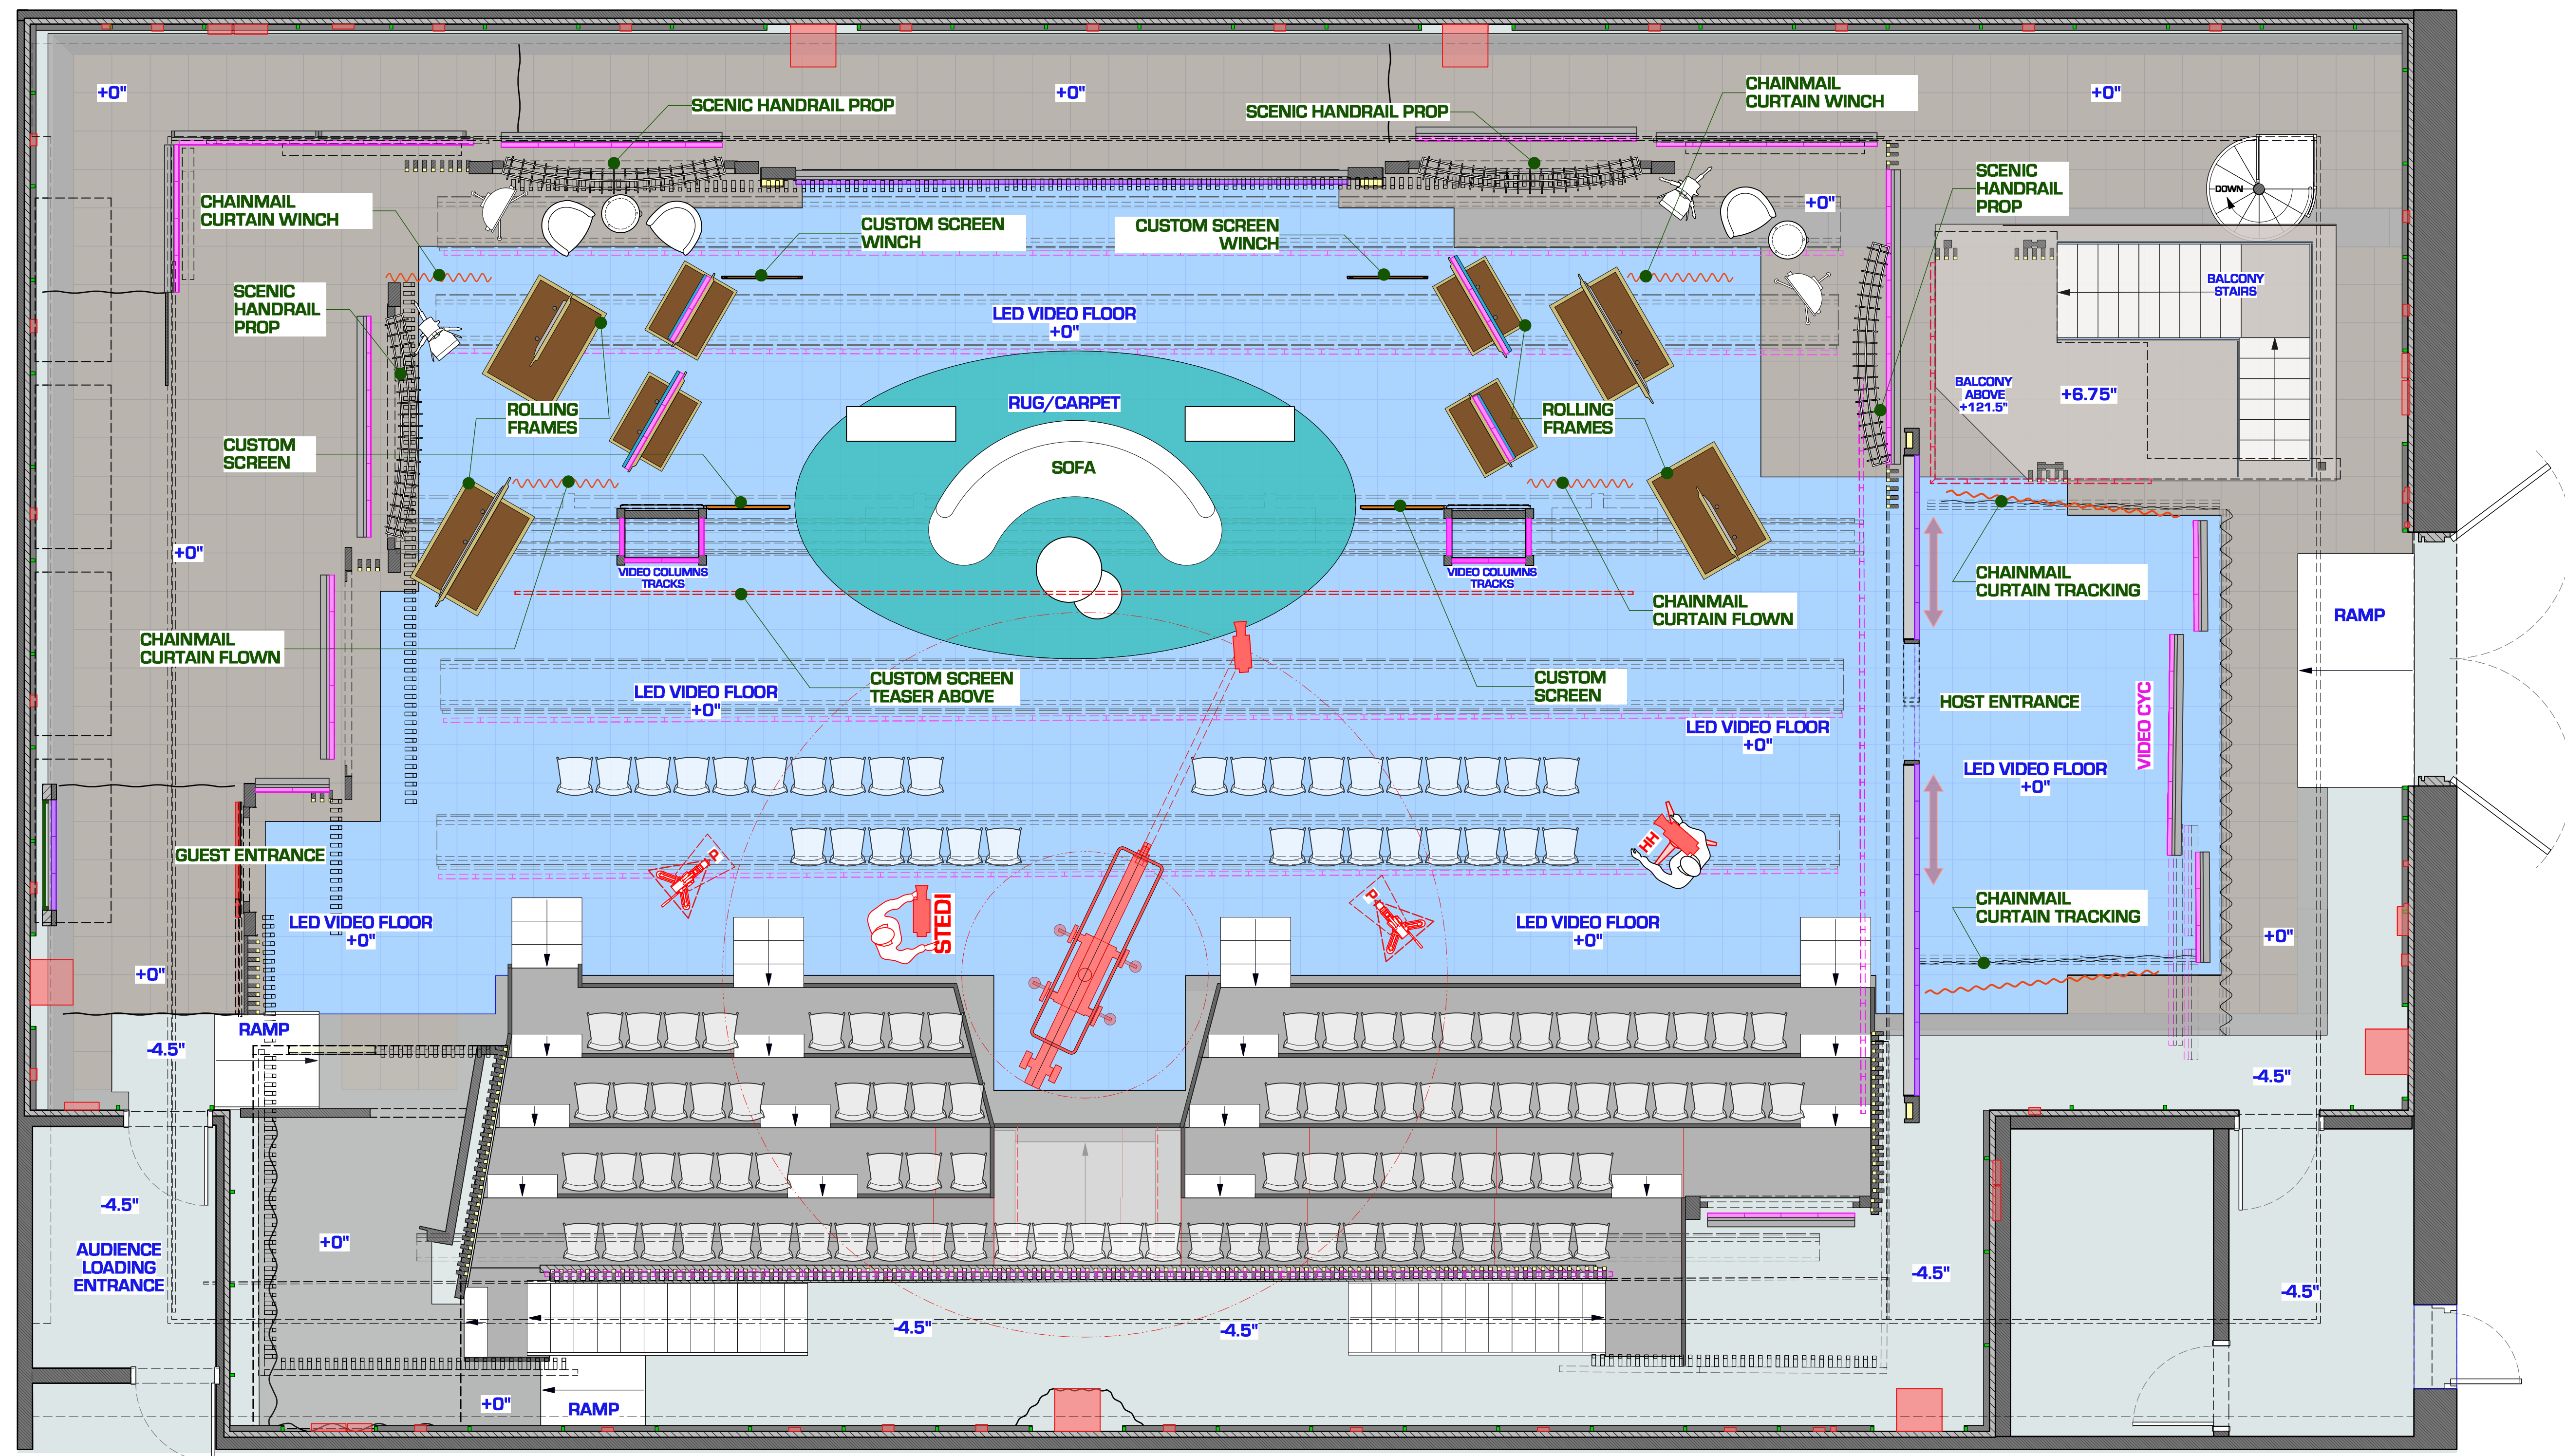 +0"
+0"
+0"
SCENIC HANDRAIL PROP
SCENIC HANDRAIL PROP
CHAINMAIL
CURTAIN WINCH
SCENIC
HANDRAIL
PROP
DOWN
CHAINMAIL
CURTAIN WINCH
CUSTOM SCREEN
WINCH
CUSTOM SCREEN
WINCH
+0"
BALCONY
STAIRS
SCENIC
HANDRAIL
PROP
LED VIDEO FLOOR
+0"
BALCONY
ABOVE
+121.5"
+6.75"
RUG/CARPET
ROLLING
FRAMES
ROLLING
FRAMES
CUSTOM
SCREEN
SOFA
+0"
VIDEO COLUMNS
TRACKS
VIDEO COLUMNS
TRACKS
CHAINMAIL
CURTAIN TRACKING
CHAINMAIL
CURTAIN FLOWN
RAMP
CHAINMAIL
CURTAIN FLOWN
CUSTOM SCREEN
TEASER ABOVE
CUSTOM
SCREEN
LED VIDEO FLOOR
+0"
HOST ENTRANCE
VIDEO CYC
LED VIDEO FLOOR
+0"
LED VIDEO FLOOR
+0"
GUEST ENTRANCE
P
HH
P
STEDI
CHAINMAIL
CURTAIN TRACKING
LED VIDEO FLOOR
+0"
LED VIDEO FLOOR
+0"
+0"
+0"
RAMP
-4.5"
-4.5"
-4.5"
+0"
AUDIENCE
LOADING
ENTRANCE
-4.5"
-4.5"
-4.5"
-4.5"
+0"
RAMP